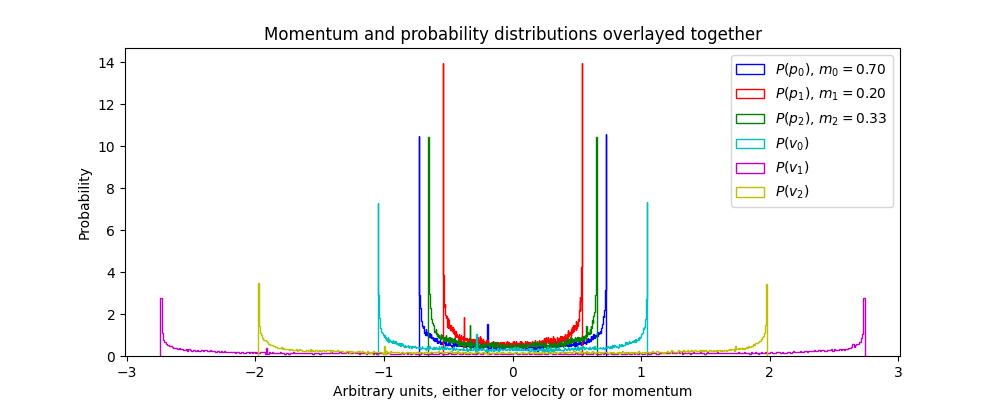 Momentum and probability distributions overlayed together
Probability
14
12
10
8
6
4
2
0
−3
−2
−1
0
1
2
3
Arbitrary units, either for velocity or for momentum
P(p₀), m₀ = 0.70
P(p₁), m₁ = 0.20
P(p₂), m₂ = 0.33
P(v₀)
P(v₁)
P(v₂)